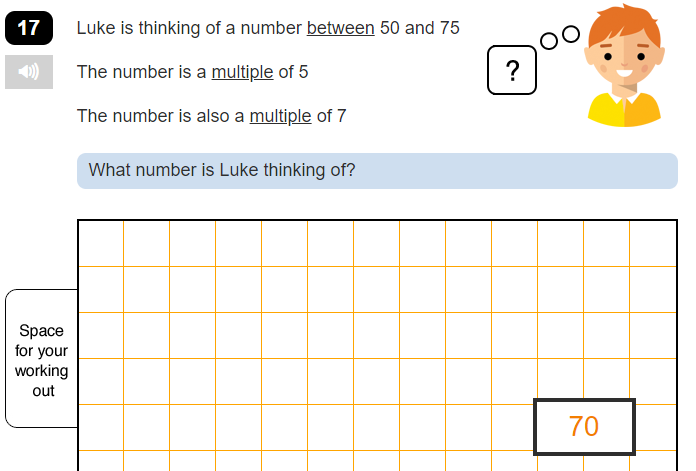 17
Luke is thinking of a number between 50 and 75
The number is a multiple of 5
The number is also a multiple of 7
?
What number is Luke thinking of?
Space
for your
working
out
70